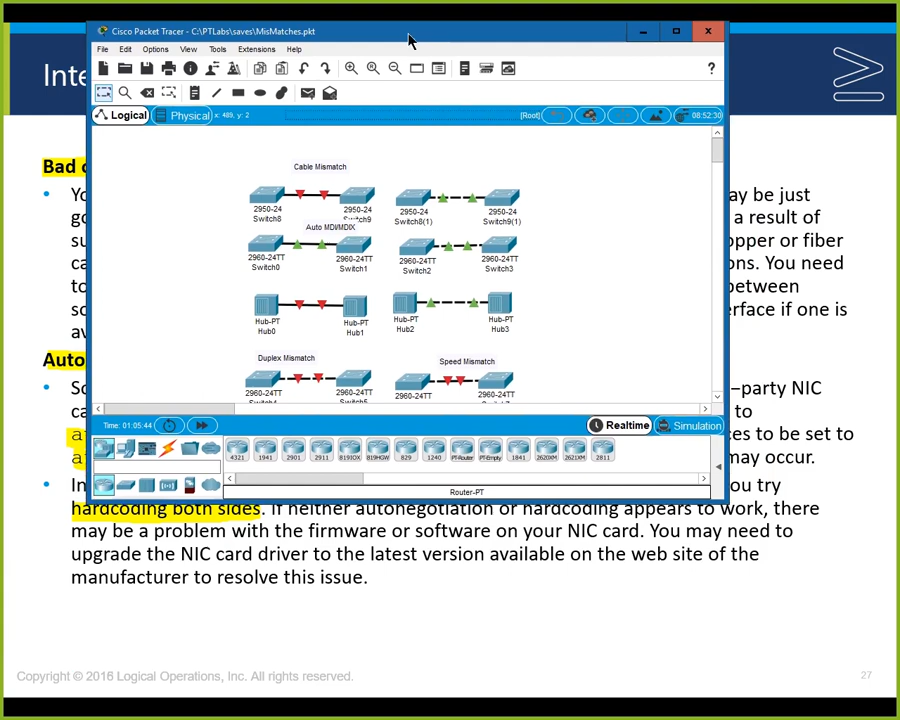 Cisco Packet Tracer - C:\PTLabs\saves\MisMatches.pkt
File Edit Options View Tools Extensions Help
?
Inte
Logical Physical x: 489, y: 2 [Root] 08:52:30
Cable Mismatch
2950-24
Switch8
2950-24
2950-24
Switch8(1)
2950-24
Switch9(1)
Auto MDI/MDIX
2960-24TT
Switch0
2960-24TT
Switch1
2960-24TT
Switch2
2960-24TT
Switch3
Hub-PT
Hub0
Hub-PT
Hub1
Hub-PT
Hub2
Hub-PT
Hub3
Duplex Mismatch
Speed Mismatch
2960-24TT
2960-24TT
2960-24TT
2960-24TT
Time: 01:05:44 Realtime Simulation
4321 1941 2901 2911 819IOX 819HGW 829 1240 PT-Router PT-Empty 1841 2620XM 2621XM 2811
Router-PT
Bad
• Yo ay be just
go a result of
su opper or fiber
ca ons. You need
to between
so erface if one is
av
Auto
• So –party NIC
ca to
a ces to be set to
a may occur.
• In ou try
hardcoding both sides. If neither autonegotiation or hardcoding appears to work, there
may be a problem with the firmware or software on your NIC card. You may need to
upgrade the NIC card driver to the latest version available on the web site of the
manufacturer to resolve this issue.
Copyright © 2016 Logical Operations, Inc. All rights reserved. 27